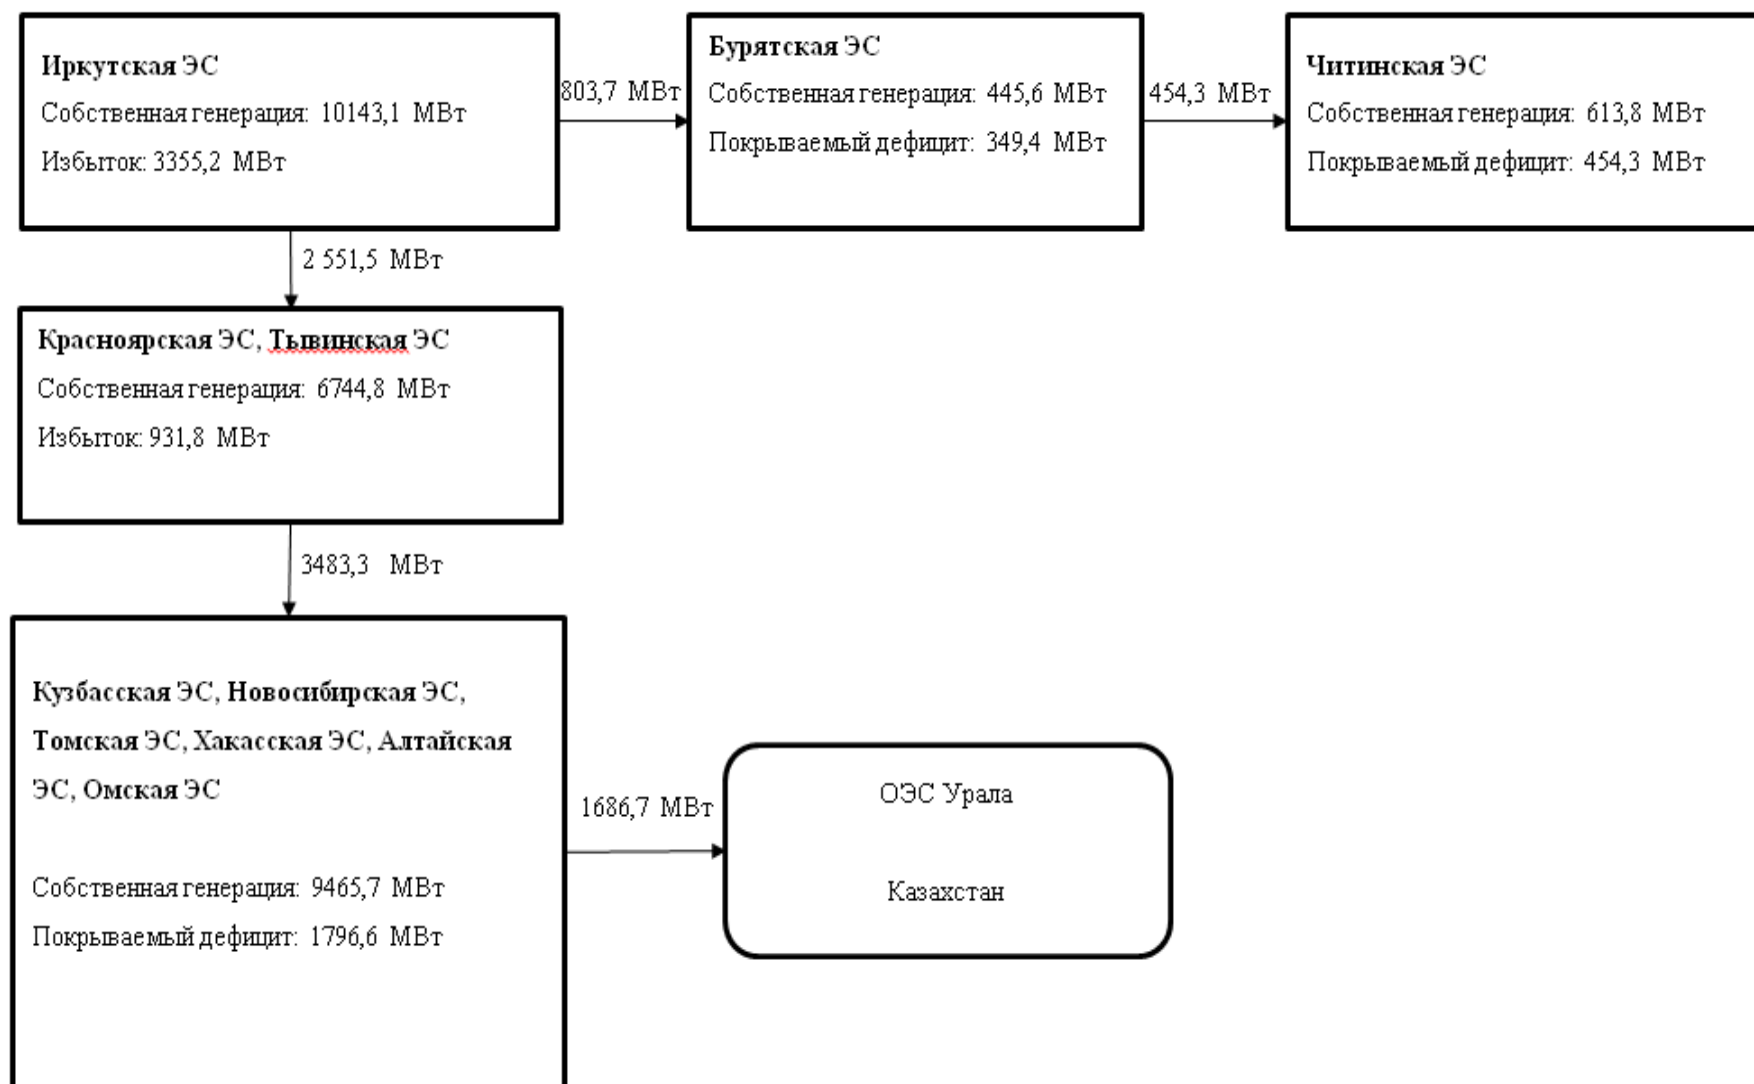 Иркутская ЭС
Собственная генерация: 10143,1 МВт
Избыток: 3355,2 МВт
803,7 МВт
Бурятская ЭС
Собственная генерация: 445,6 МВт
Покрываемый дефицит: 349,4 МВт
454,3 МВт
Читинская ЭС
Собственная генерация: 613,8 МВт
Покрываемый дефицит: 454,3 МВт
2 551,5 МВт
Красноярская ЭС, Тывинская ЭС
Собственная генерация: 6744,8 МВт
Избыток: 931,8 МВт
3483,3 МВт
Кузбасская ЭС, Новосибирская ЭС,
Томская ЭС, Хакасская ЭС, Алтайская
ЭС, Омская ЭС
Собственная генерация: 9465,7 МВт
Покрываемый дефицит: 1796,6 МВт
1686,7 МВт
ОЭС Урала
Казахстан